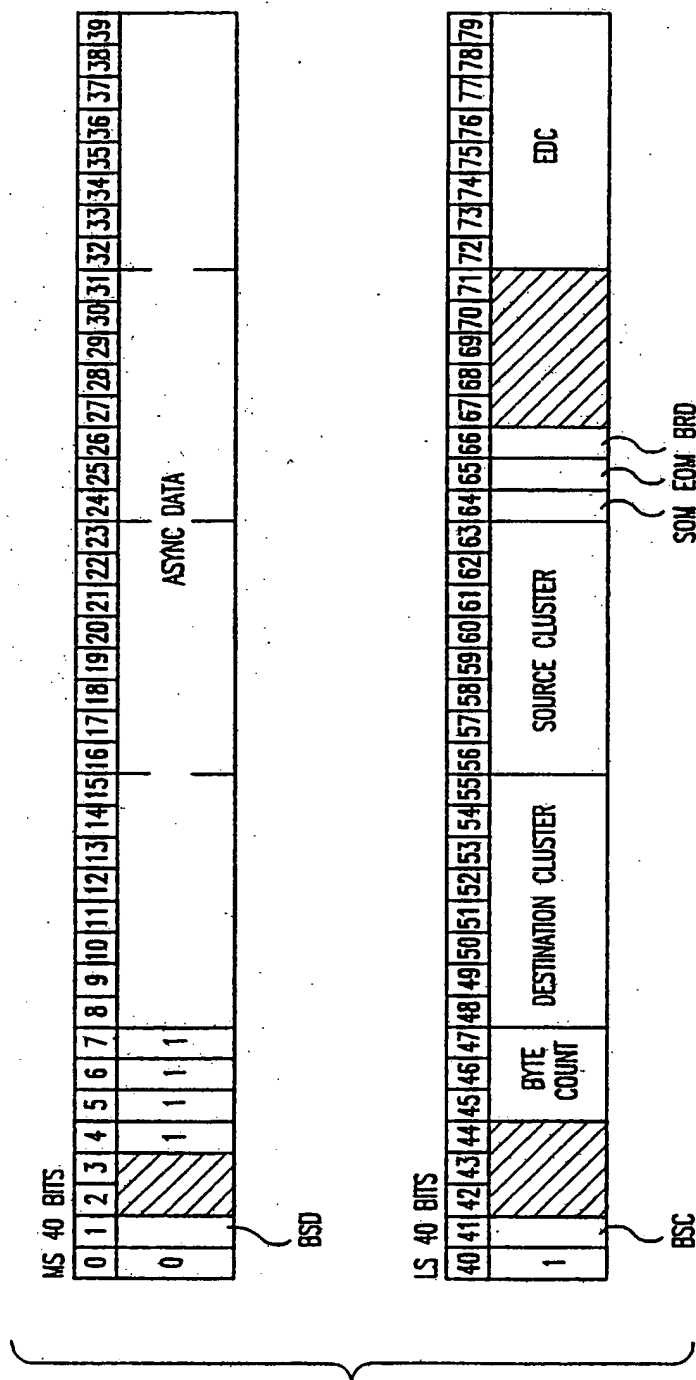 MS 40 BITS
0 1 2 3 4 5 6 7 8 9 10 11 12 13 14 15 16 17 18 19 20 21 22 23 24 25 26 27 28 29 30 31 32 33 34 35 36 37 38 39
0 1 1 1 1 ASYNC DATA
BSD
LS 40 BITS
40 41 42 43 44 45 46 47 48 49 50 51 52 53 54 55 56 57 58 59 60 61 62 63 64 65 66 67 68 69 70 71 72 73 74 75 76 77 78 79
1 BYTE COUNT DESTINATION CLUSTER SOURCE CLUSTER EDC
BSC SOM EOM BRD